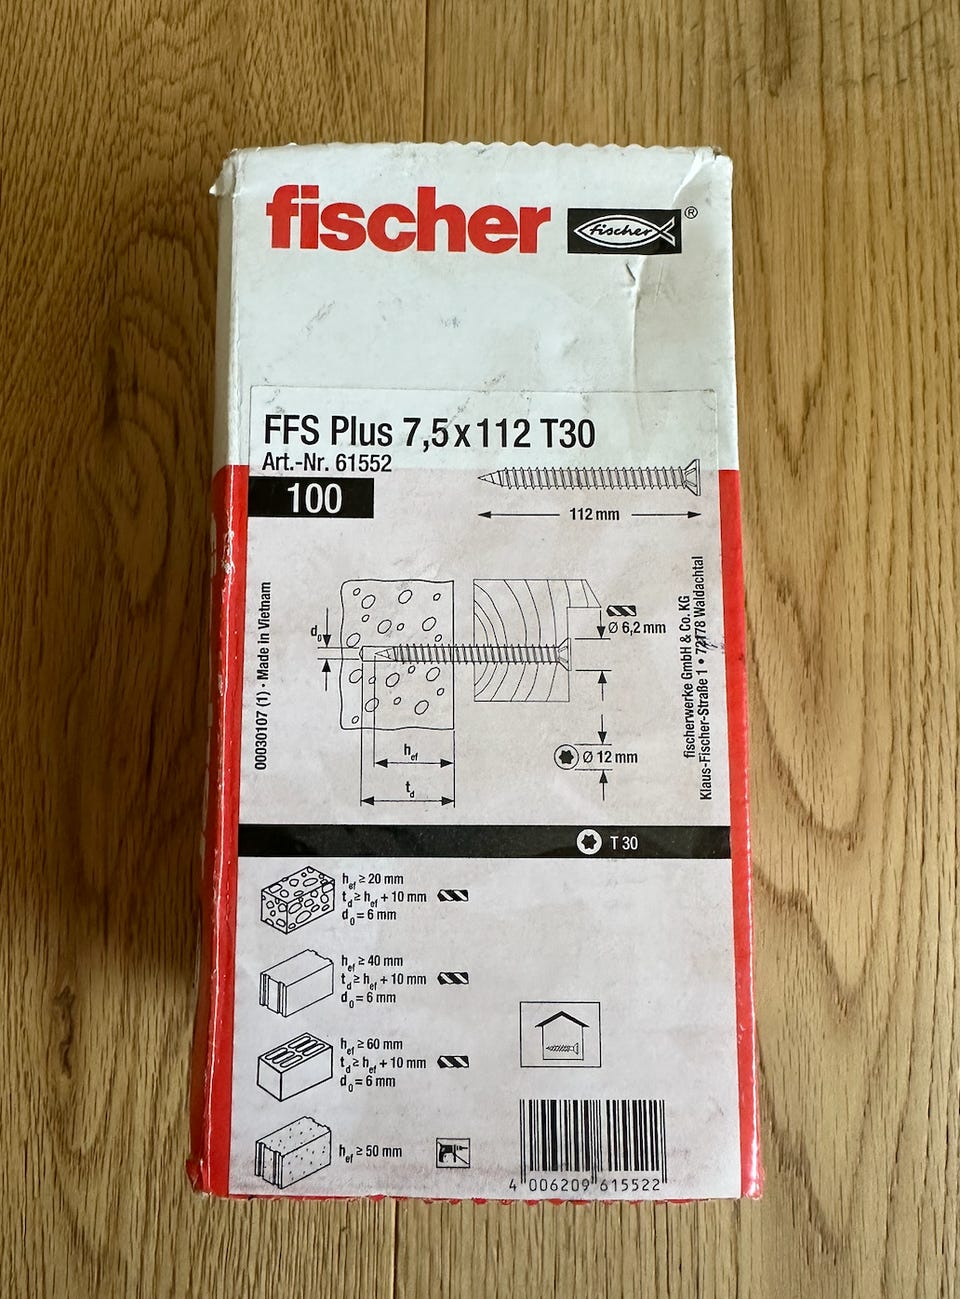 fischer fischer ®
FFS Plus 7,5x112 T30
Art.-Nr. 61552
100
112 mm
d0
Ø 6,2 mm
hef
Ø 12 mm
td
00030107 (1) · Made in Vietnam
fischerwerke GmbH & Co. KG
Klaus-Fischer-Straße 1 • 72178 Waldachtal
T 30
hef ≥ 20 mm
td ≥ hef + 10 mm
d0 = 6 mm
hef ≥ 40 mm
td ≥ hef + 10 mm
d0 = 6 mm
hef ≥ 60 mm
td ≥ hef + 10 mm
d0 = 6 mm
hef ≥ 50 mm
4 006209 615522